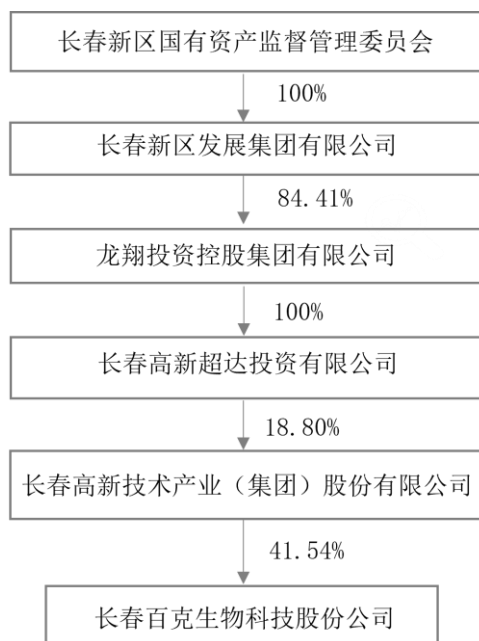 长春新区国有资产监督管理委员会
100%
长春新区发展集团有限公司
84.41%
龙翔投资控股集团有限公司
100%
长春高新超达投资有限公司
18.80%
长春高新技术产业（集团）股份有限公司
41.54%
长春百克生物科技股份公司